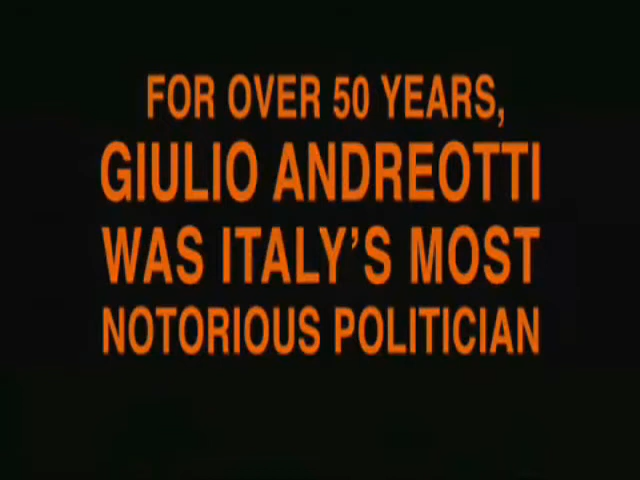 FOR OVER 50 YEARS,
GIULIO ANDREOTTI
WAS ITALY'S MOST
NOTORIOUS POLITICIAN